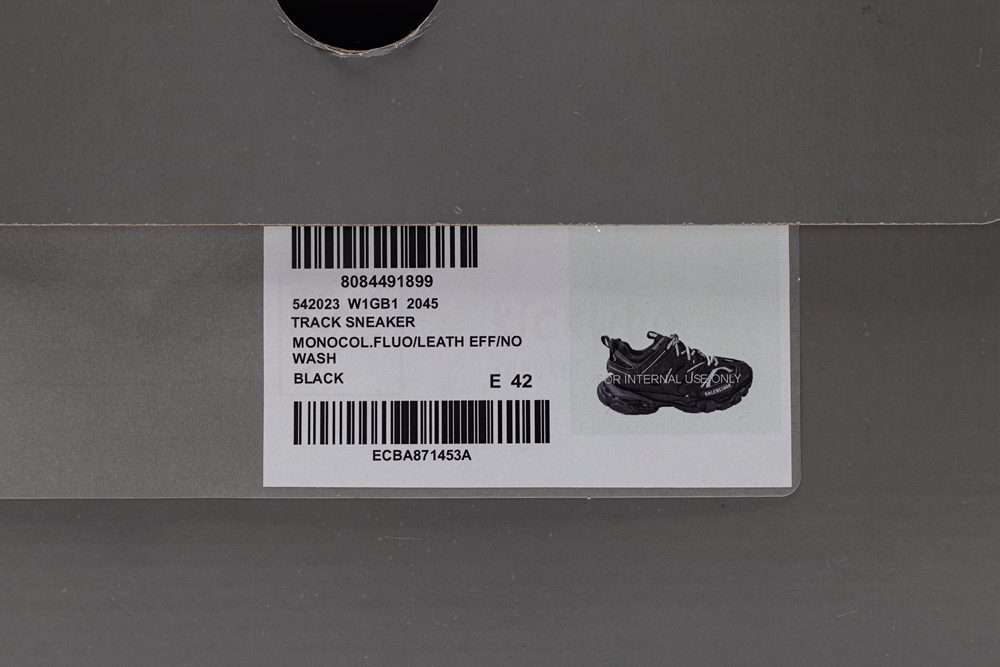 8084491899
542023 W1GB1 2045
TRACK SNEAKER
MONOCOL.FLUO/LEATH EFF/NO
WASH
BLACK
E 42
FOR INTERNAL USE ONLY
BALENCIAGA
ECBA871453A